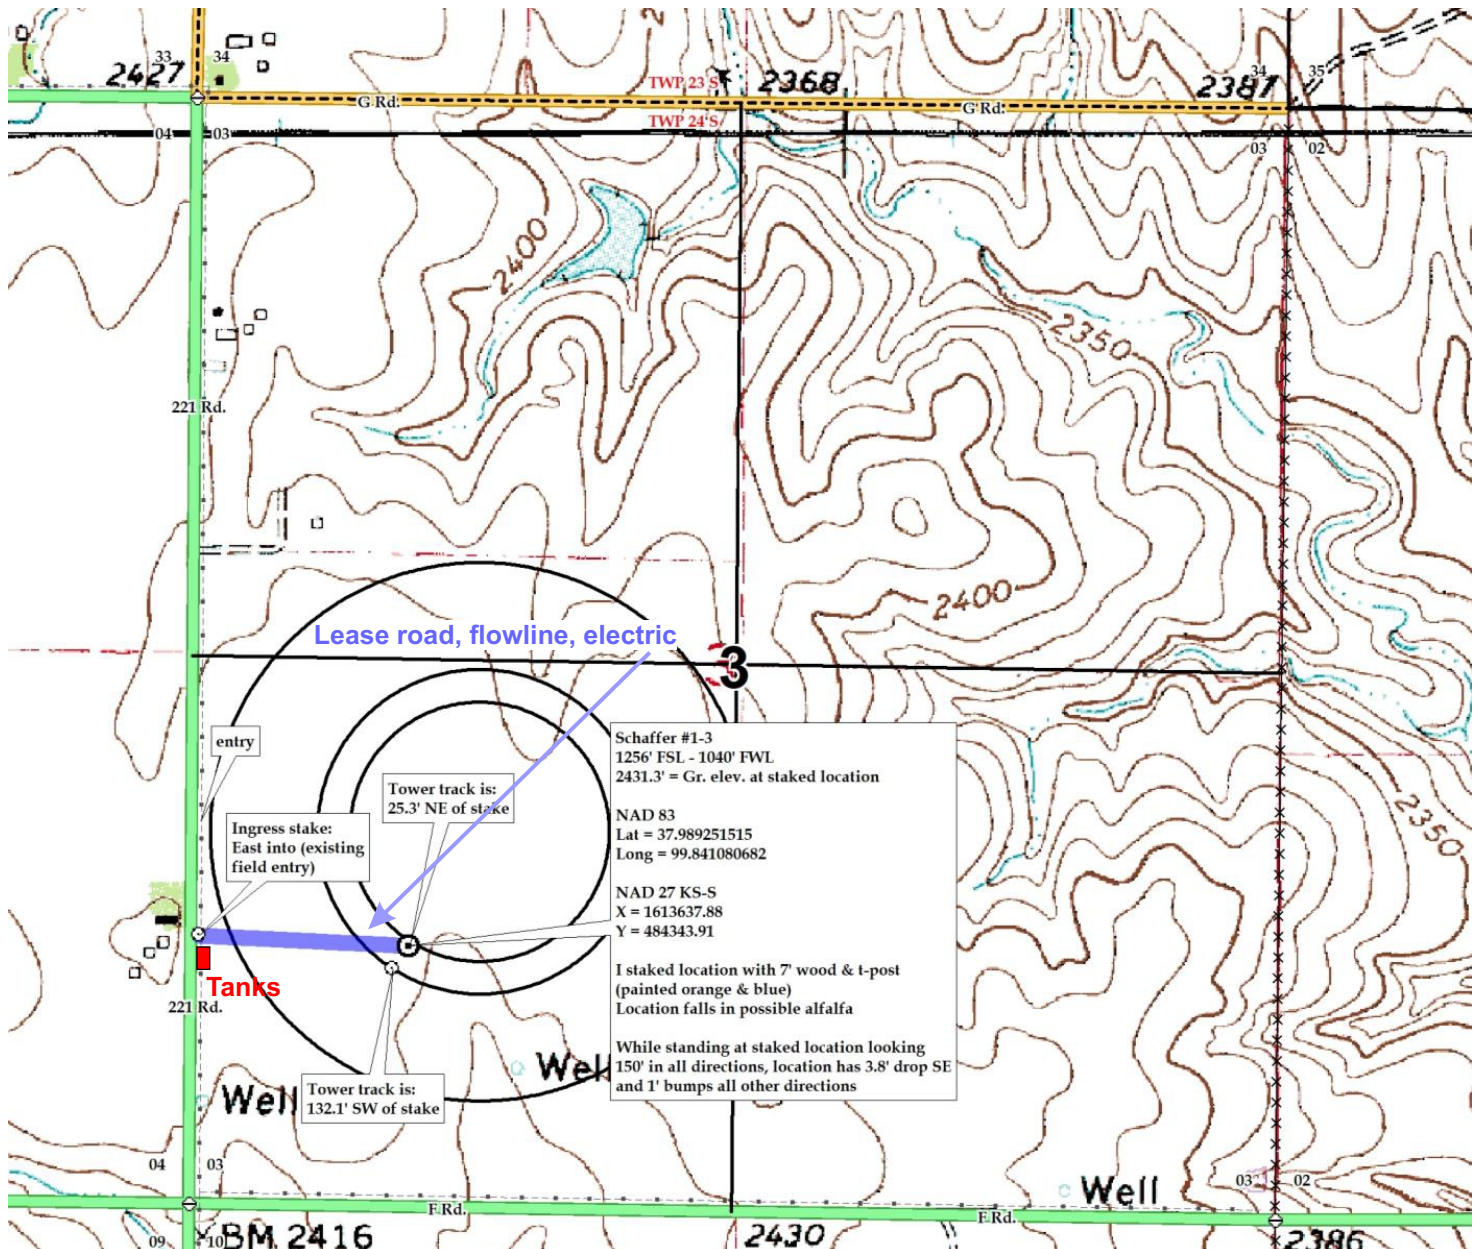 33
34
2427
TWP 23 S
2368
34
35
2387
G Rd.
G Rd.
TWP 24 S
04
03
03
02
2400
2350
221 Rd.
2400
Lease road, flowline, electric
3
entry
Schaffer #1-3
1256' FSL - 1040' FWL
2431.3' = Gr. elev. at staked location
NAD 83
Lat = 37.989251515
Long = 99.841080682
NAD 27 KS-S
X = 1613637.88
Y = 484343.91
I staked location with 7' wood & t-post
(painted orange & blue)
Location falls in possible alfalfa
While standing at staked location looking
150' in all directions, location has 3.8' drop SE
and 1' bumps all other directions
Tower track is:
25.3' NE of stake
Ingress stake:
East into (existing
field entry)
2350
Tanks
221 Rd.
Well
Well
Tower track is:
132.1' SW of stake
04
03
03
02
Well
F Rd.
F Rd.
09
10
BM 2416
2430
2386